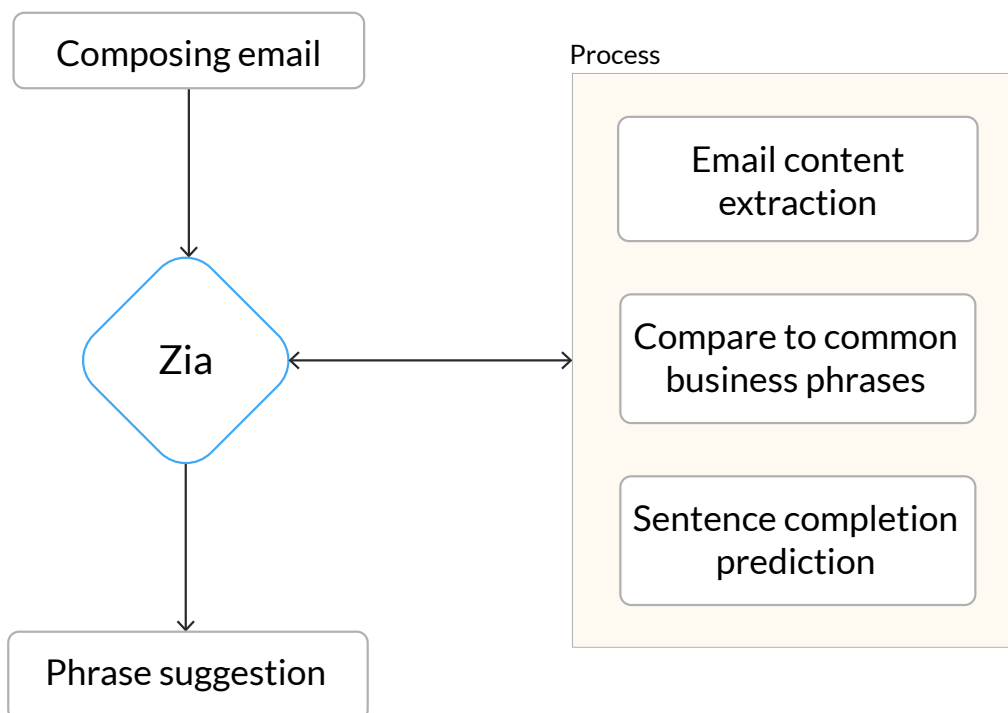 Composing email
Process
Email content
extraction
Zia
Compare to common
business phrases
Sentence completion
prediction
Phrase suggestion